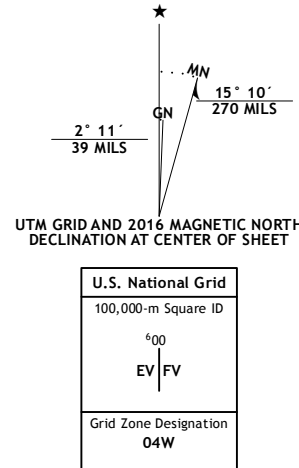 ★
MN
GN
15° 10´
270 MILS
2° 11´
39 MILS
UTM GRID AND 2016 MAGNETIC NORTH
DECLINATION AT CENTER OF SHEET
U.S. National Grid
100,000-m Square ID
⁶00
EV FV
Grid Zone Designation
04W